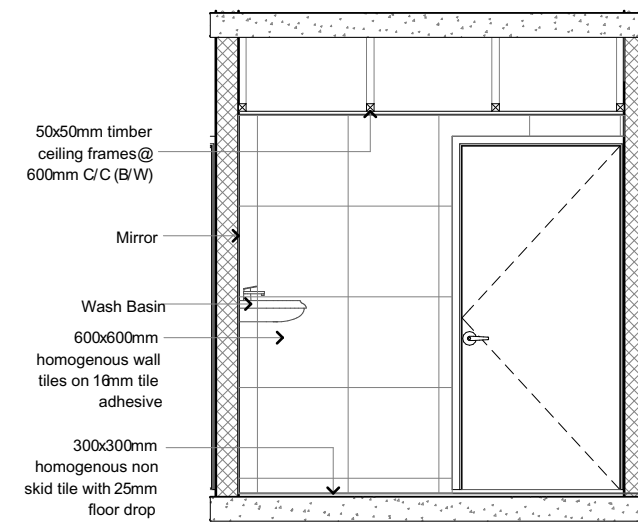 50x50mm timber
ceiling frames@
600mm C/C (B/W)
Mirror
Wash Basin
600x600mm
homogenous wall
tiles on 16mm tile
adhesive
300x300mm
homogenous non
skid tile with 25mm
floor drop